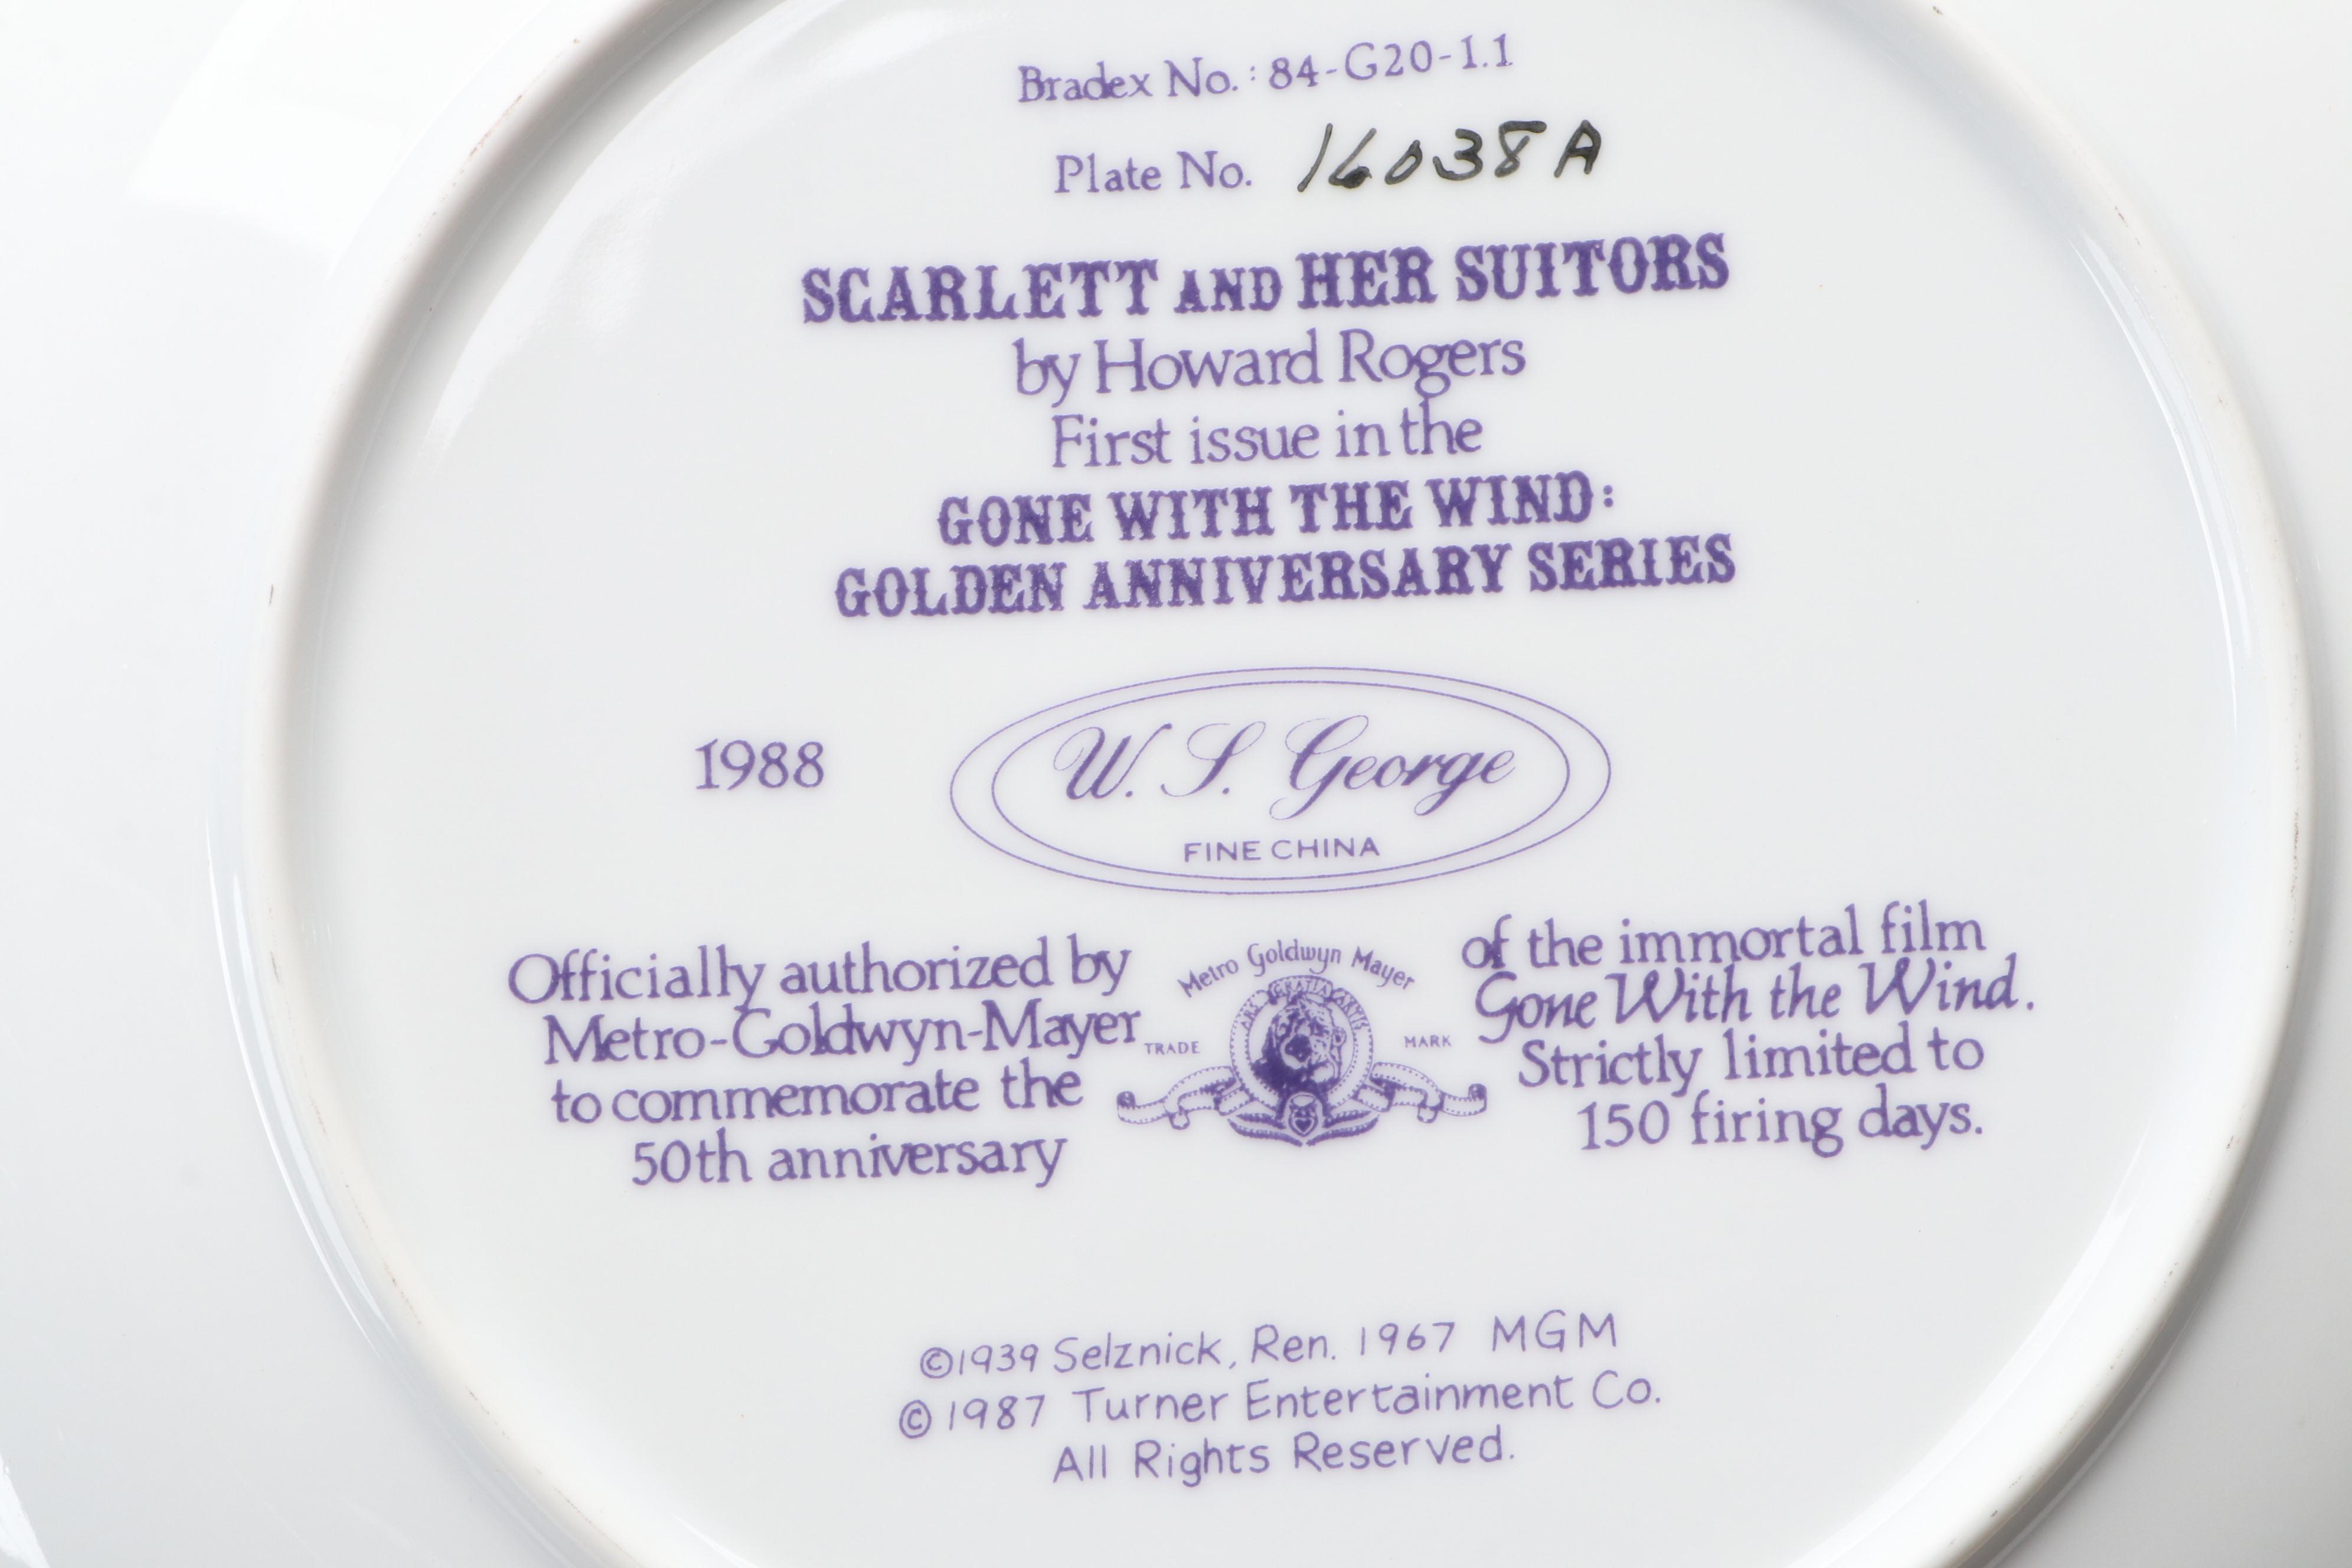 Bradex No.: 84-G20-1.1
Plate No. 16038A
SCARLETT AND HER SUITORS
by Howard Rogers
First issue in the
GONE WITH THE WIND:
GOLDEN ANNIVERSARY SERIES
1988
W. S. George
FINE CHINA
Officially authorized by
Metro-Goldwyn-Mayer
to commemorate the
50th anniversary
Metro Goldwyn Mayer
ARS GRATIA ARTIS
TRADE MARK
of the immortal film
Gone With the Wind.
Strictly limited to
150 firing days.
©1939 Selznick, Ren. 1967 MGM
©1987 Turner Entertainment Co.
All Rights Reserved.